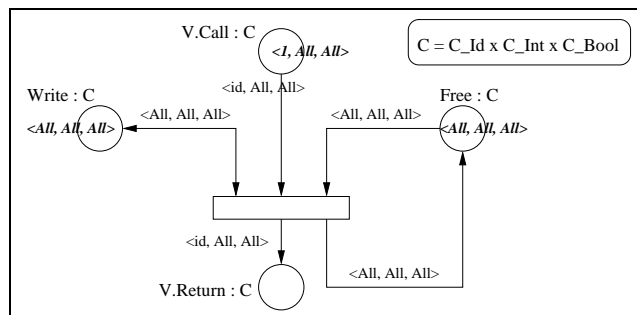 V.Call : C
<1, All, All>
C = C_Id x C_Int x C_Bool
<id, All, All>
Write : C
Free : C
<All, All, All>
<All, All, All>
<All, All, All>
<All, All, All>
<id, All, All>
<All, All, All>
V.Return : C